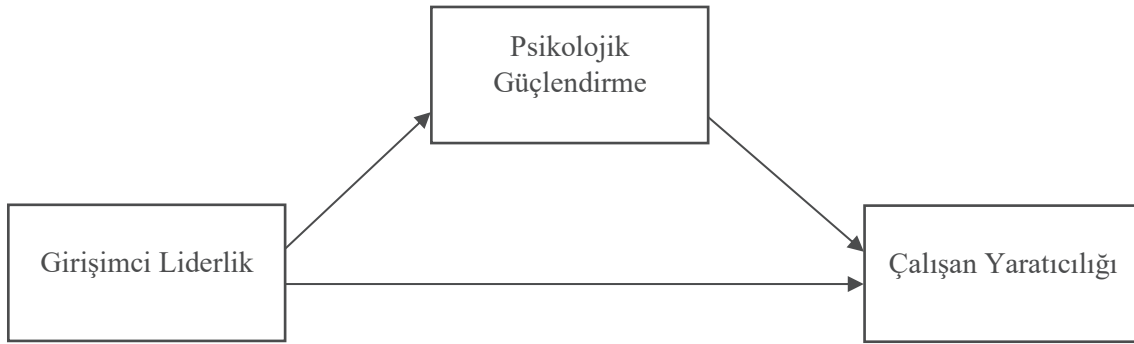 Psikolojik
Güçlendirme
Girişimci Liderlik
Çalışan Yaratıcılığı